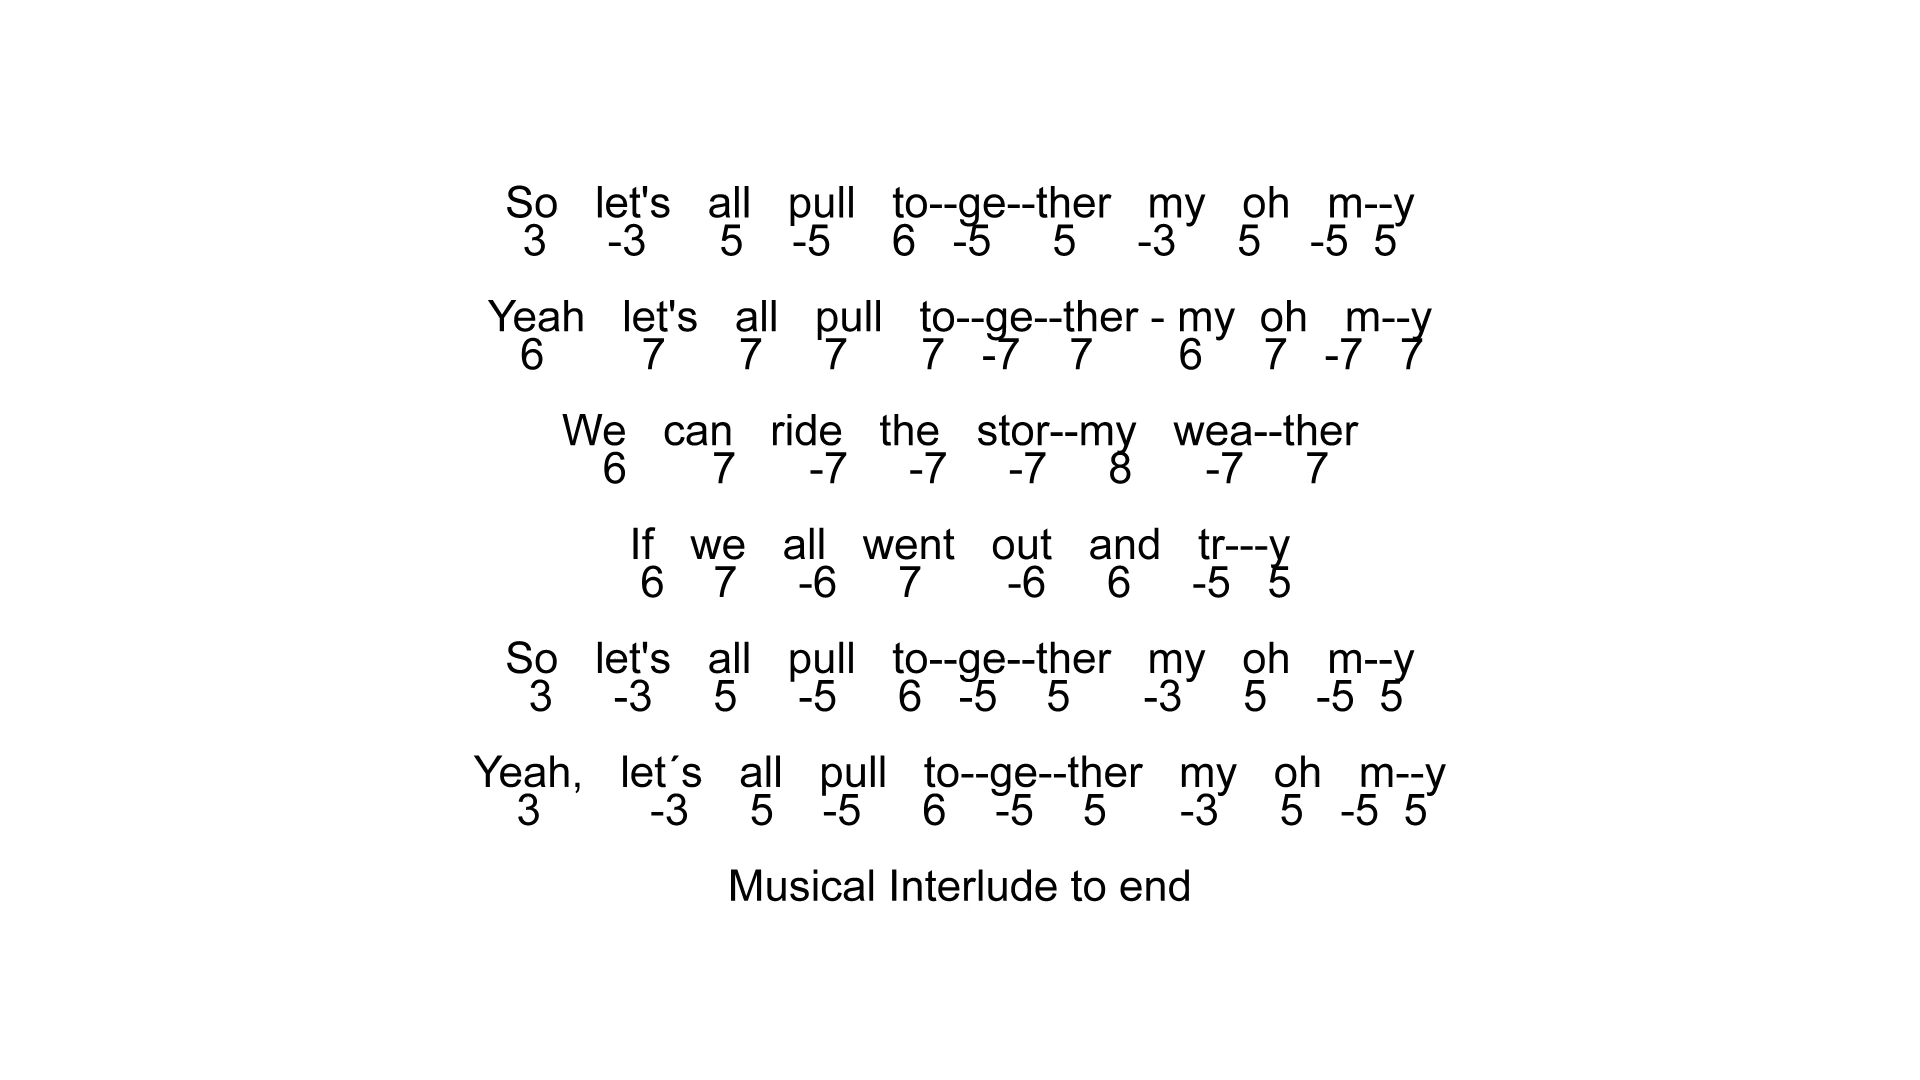 So let's all pull to--ge--ther my oh m--y
3 -3 5 -5 6 -5 5 -3 5 -5 5
Yeah let's all pull to--ge--ther - my oh m--y
6 7 7 7 7 -7 7 6 7 -7 7
We can ride the stor--my wea--ther
6 7 -7 -7 -7 8 -7 7
If we all went out and tr---y
6 7 -6 7 -6 6 -5 5
So let's all pull to--ge--ther my oh m--y
3 -3 5 -5 6 -5 5 -3 5 -5 5
Yeah, let´s all pull to--ge--ther my oh m--y
3 -3 5 -5 6 -5 5 -3 5 -5 5
Musical Interlude to end